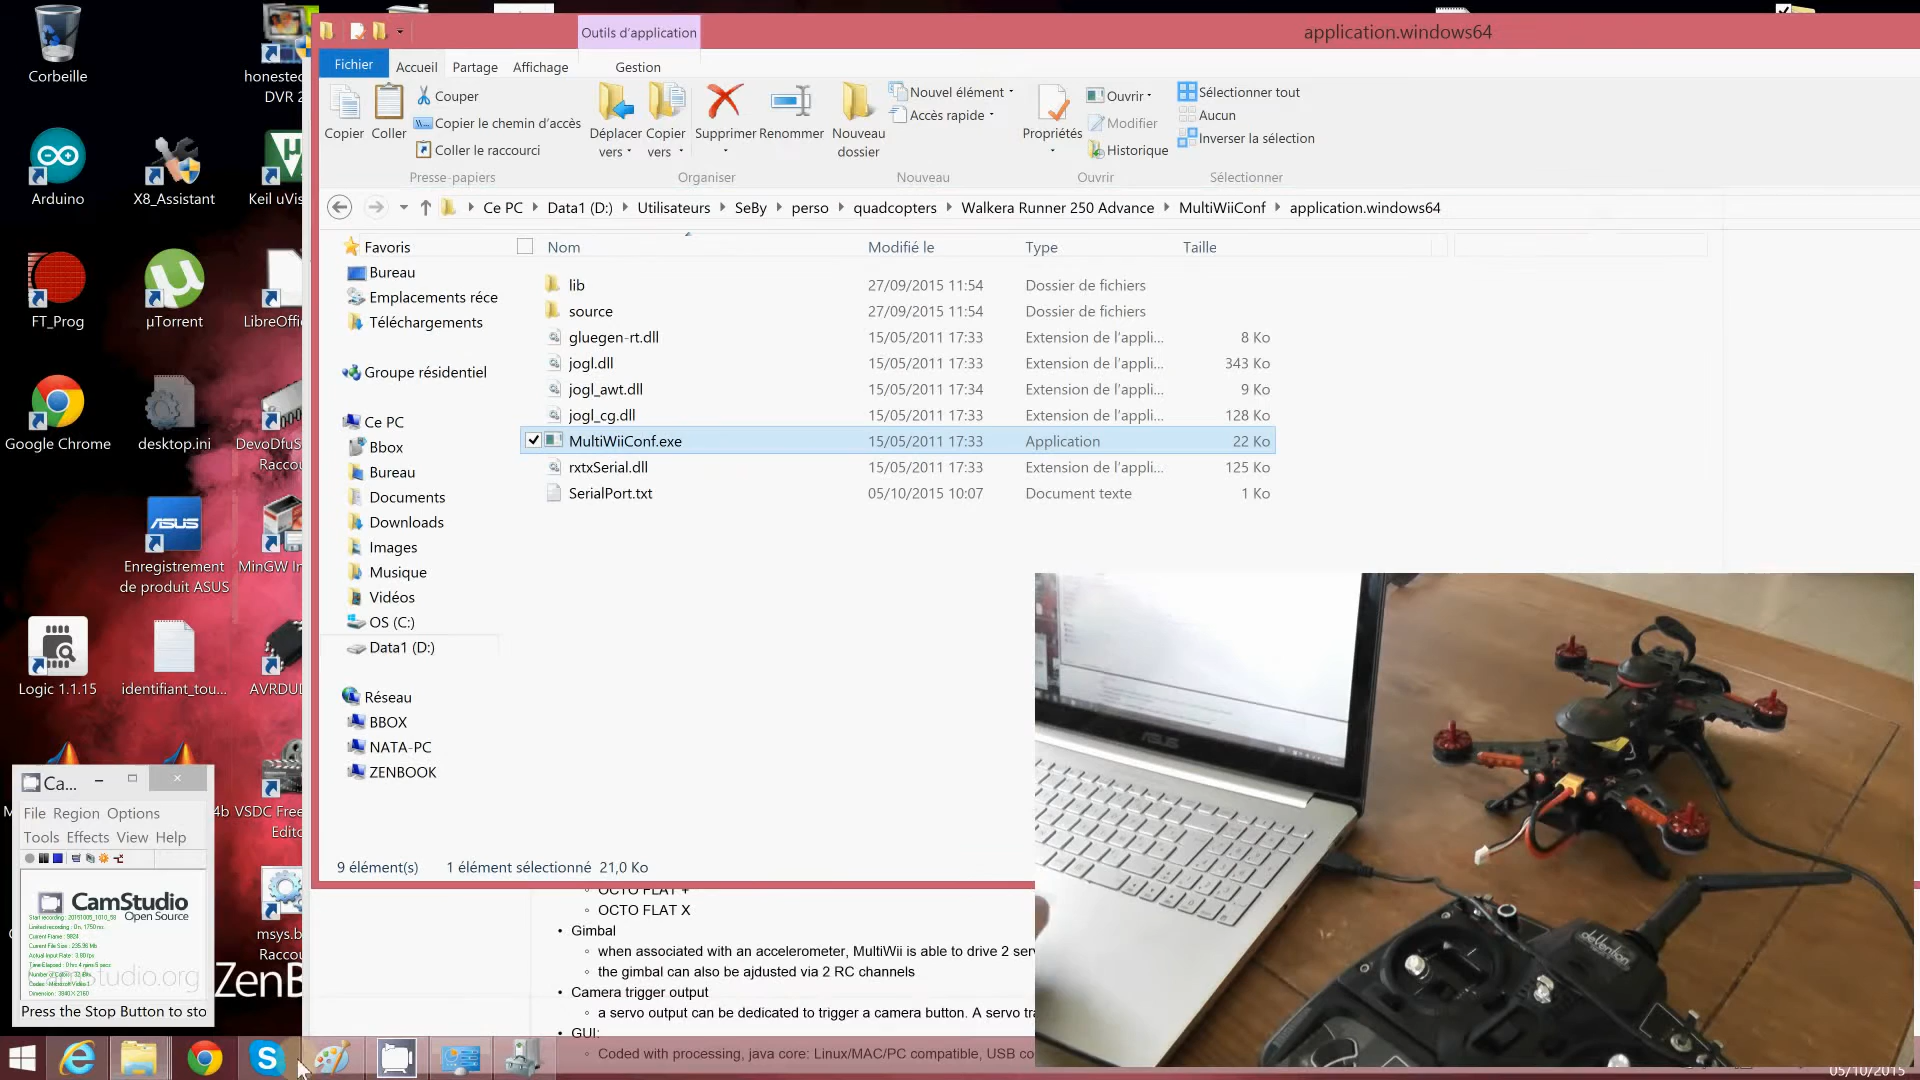 Outils d'application
application.windows64
Fichier
Accueil
Partage
Affichage
Gestion
Copier
Coller
Couper
Copier le chemin d'accès
Coller le raccourci
Déplacer vers
Copier vers
Supprimer
Renommer
Nouveau dossier
Nouvel élément
Accès rapide
Propriétés
Ouvrir
Modifier
Historique
Sélectionner tout
Aucun
Inverser la sélection
Presse-papiers
Organiser
Nouveau
Ouvrir
Sélectionner
Ce PC
Data1 (D:)
Utilisateurs
SeBy
perso
quadcopters
Walkera Runner 250 Advance
MultiWiiConf
application.windows64
Favoris
Bureau
Emplacements réce
Téléchargements
Groupe résidentiel
Ce PC
Bbox
Bureau
Documents
Downloads
Images
Musique
Vidéos
OS (C:)
Data1 (D:)
Réseau
BBOX
NATA-PC
ZENBOOK
Nom Modifié le Type Taille
lib 27/09/2015 11:54 Dossier de fichiers
source 27/09/2015 11:54 Dossier de fichiers
gluegen-rt.dll 15/05/2011 17:33 Extension de l'appli... 8 Ko
jogl.dll 15/05/2011 17:33 Extension de l'appli... 343 Ko
jogl_awt.dll 15/05/2011 17:34 Extension de l'appli... 9 Ko
jogl_cg.dll 15/05/2011 17:33 Extension de l'appli... 128 Ko
MultiWiiConf.exe 15/05/2011 17:33 Application 22 Ko
rxtxSerial.dll 15/05/2011 17:33 Extension de l'appli... 125 Ko
SerialPort.txt 05/10/2015 10:07 Document texte 1 Ko
9 élément(s) 1 élément sélectionné 21,0 Ko
OCTO FLAT +
OCTO FLAT X
Gimbal
when associated with an accelerometer, MultiWii is able to drive 2 ser
the gimbal can also be ajdusted via 2 RC channels
Camera trigger output
a servo output can be dedicated to trigger a camera button. A servo tra
GUI:
Coded with processing, java core: Linux/MAC/PC compatible, USB co
Corbeille
honested
DVR 2
Arduino
X8_Assistant
Keil uVis
FT_Prog
µTorrent
LibreOffi
Google Chrome
desktop.ini
DevoDfuS
Racco
ASUS
Enregistrement
de produit ASUS
MinGW In
Logic 1.1.15
identifiant_tou...
AVRDUD
4b
VSDC Free
Edito
msys.b
Racco
ZenB
Ca...
File Region Options
Tools Effects View Help
CamStudio
Open Source
Press the Stop Button to sto
ASUS
deVention
05/10/2015